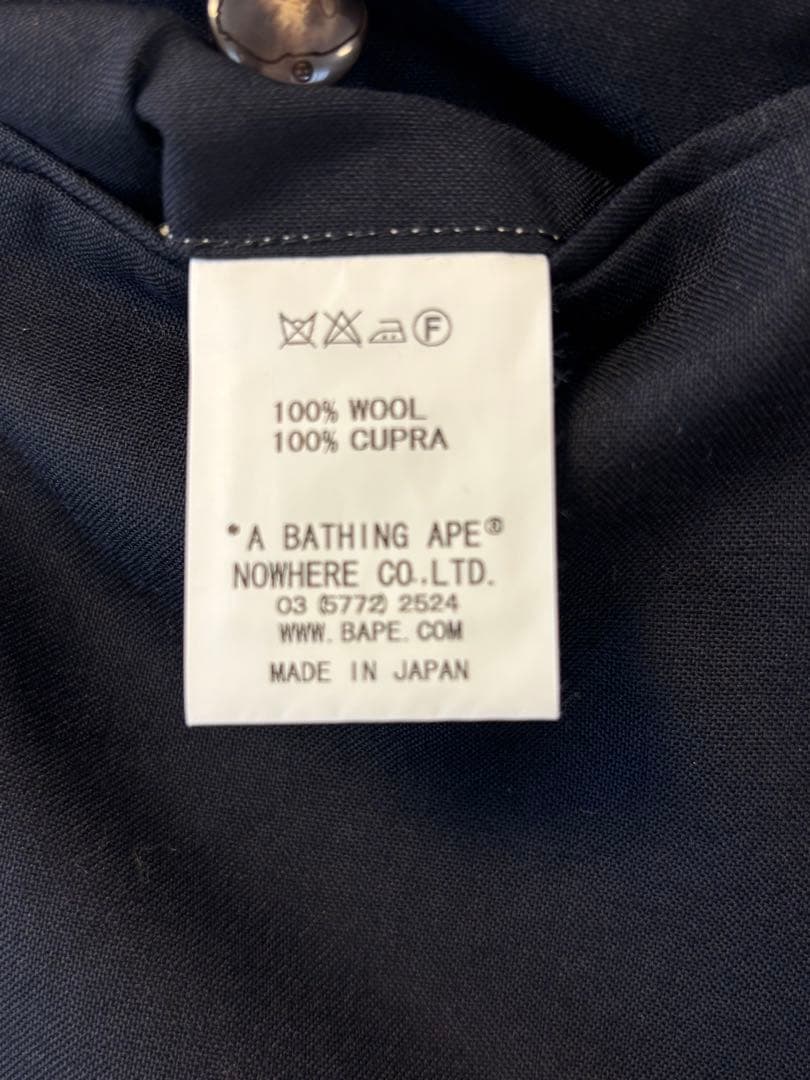 F
100% WOOL
100% CUPRA
*A BATHING APE®
NOWHERE CO.,LTD.
03 (5772) 2524
WWW.BAPE.COM
MADE IN JAPAN